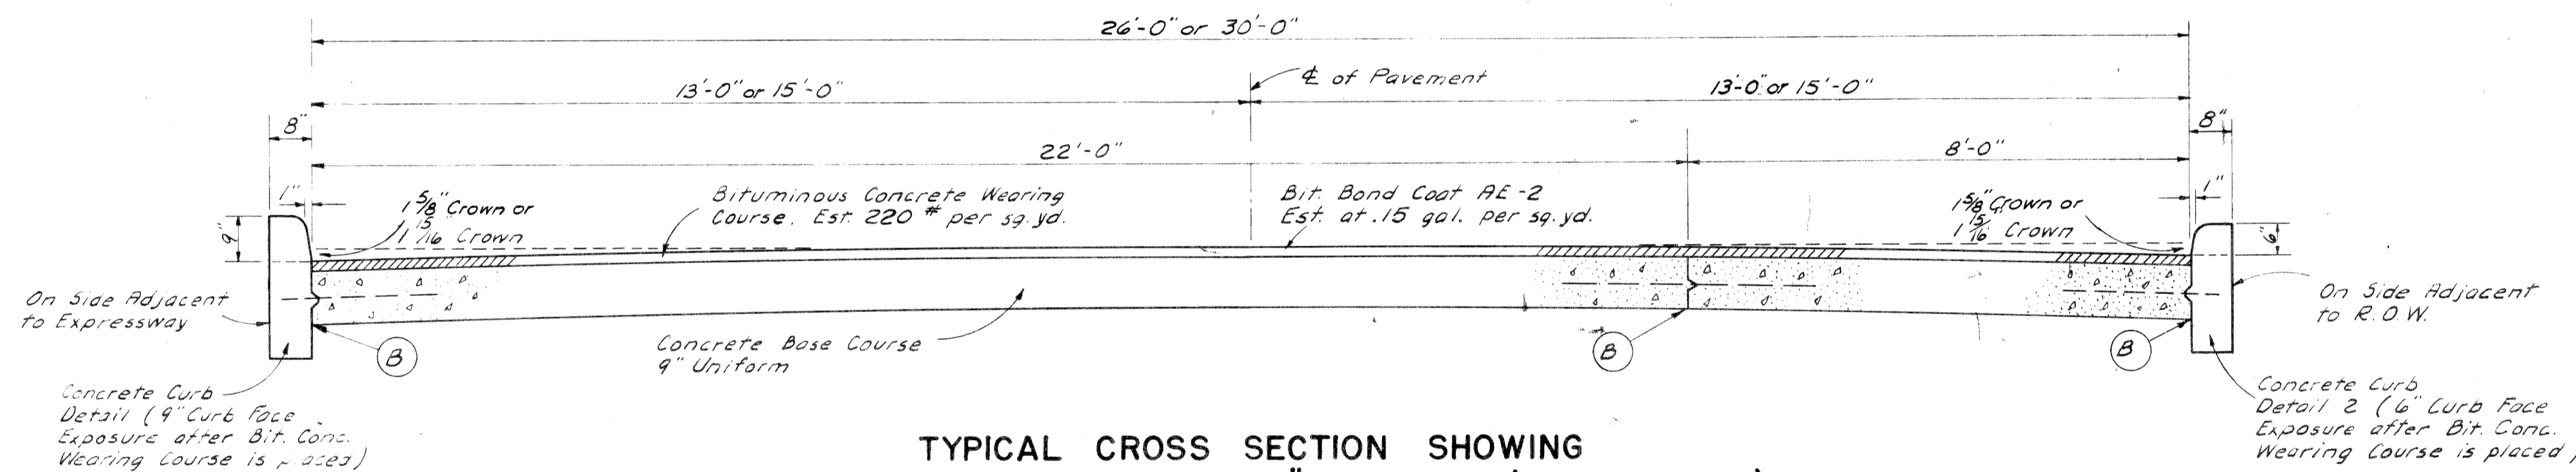 26'-0" or 30'-0"
13'-0" or 15'-0"
℄ of Pavement
13'-0" or 15'-0"
8"
8"
22'-0"
8'-0"
1"
1 5/8" Crown or
1 15/16 Crown
Bituminous Concrete Wearing
Course. Est. 220 # per sq. yd.
Bit. Bond Coat AE-2
Est. at .15 gal. per sq. yd.
1 5/8" Crown or
1 15/16" Crown
1"
9"
6"
On Side Adjacent
to Expressway
On Side Adjacent
to R.O.W.
B
Concrete Base Course
9" Uniform
B
B
Concrete Curb
Detail ( 9" Curb Face
Exposure after Bit. Conc.
Wearing Course is placed)
Concrete Curb
Detail 2 ( 6" Curb Face
Exposure after Bit. Conc.
Wearing Course is placed)
TYPICAL CROSS SECTION SHOWING